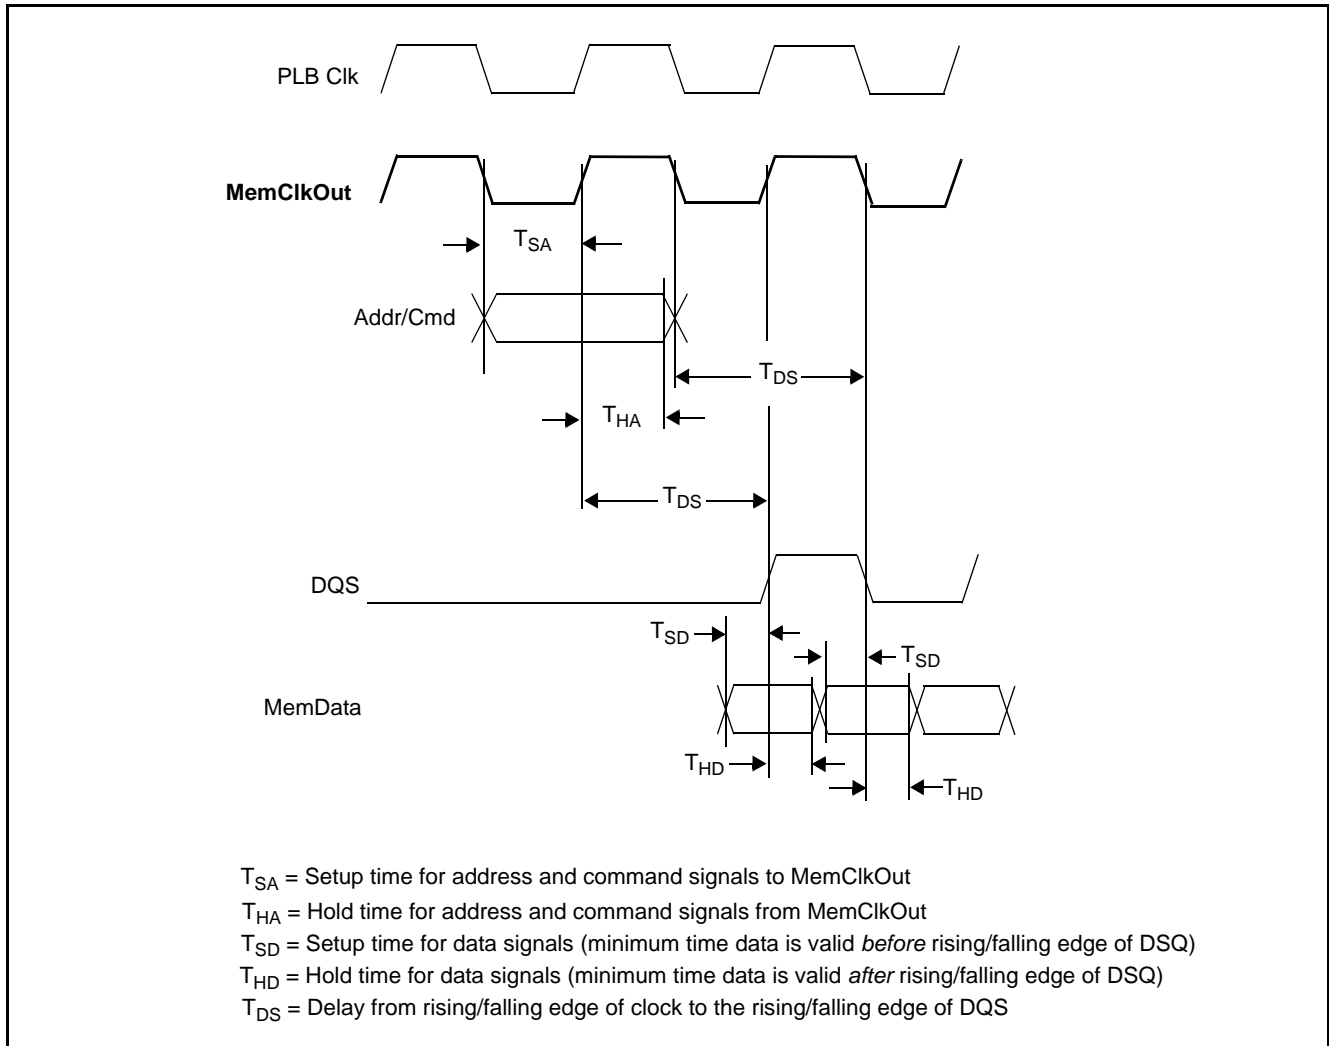 PLB Clk
MemClkOut
TSA
Addr/Cmd
TDS
THA
TDS
DQS
TSD
TSD
MemData
THD
THD
TSA = Setup time for address and command signals to MemClkOut
THA = Hold time for address and command signals from MemClkOut
TSD = Setup time for data signals (minimum time data is valid before rising/falling edge of DSQ)
THD = Hold time for data signals (minimum time data is valid after rising/falling edge of DSQ)
TDS = Delay from rising/falling edge of clock to the rising/falling edge of DQS